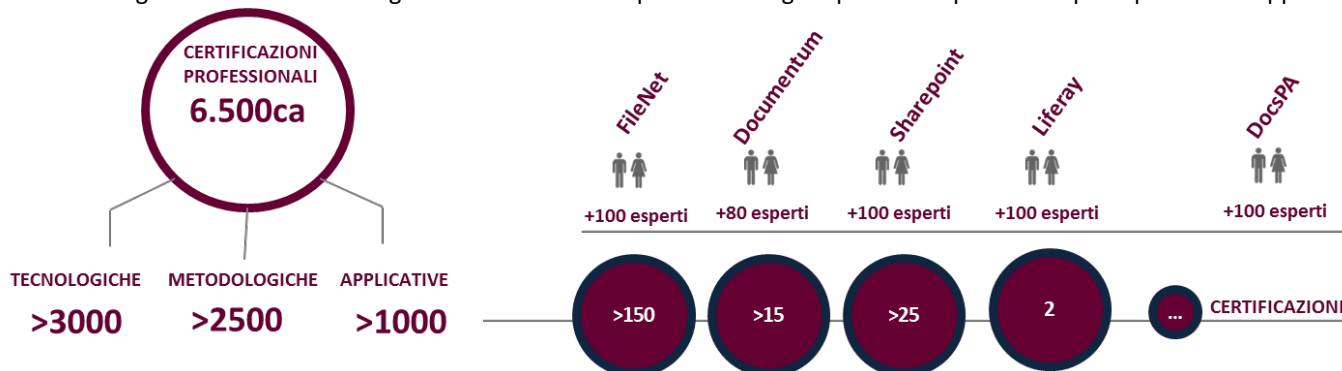 CERTIFICAZIONI
PROFESSIONALI
6.500ca
TECNOLOGICHE
>3000
METODOLOGICHE
>2500
APPLICATIVE
>1000
FileNet
Documentum
Sharepoint
Liferay
DocsPA
+100 esperti
+80 esperti
+100 esperti
+100 esperti
+100 esperti
>150
>15
>25
2
...
CERTIFICAZIONI